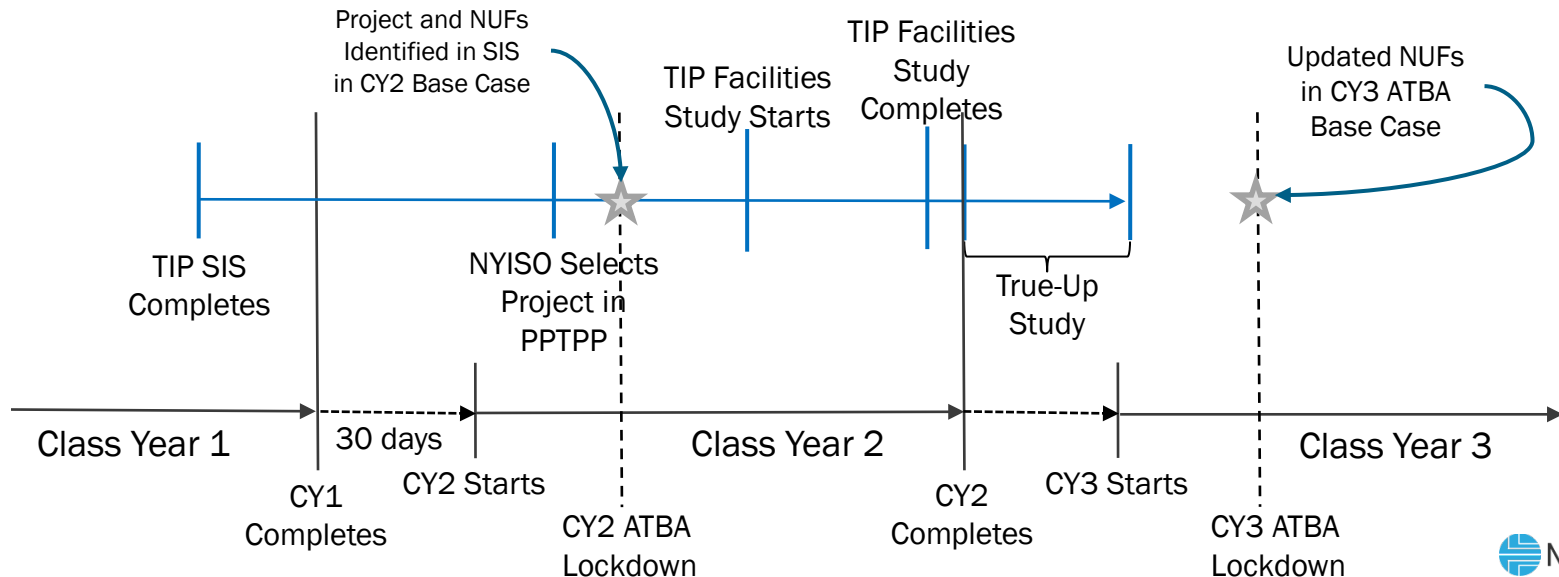 Project and NUFs
Identified in SIS
in CY2 Base Case
TIP Facilities
Study Starts
TIP Facilities
Study
Completes
Updated NUFs
in CY3 ATBA
Base Case
TIP SIS
Completes
NYISO Selects
Project in
PPTPP
True-Up
Study
Class Year 1
30 days
Class Year 2
Class Year 3
CY1
Completes
CY2 Starts
CY2 ATBA
Lockdown
CY2
Completes
CY3 Starts
CY3 ATBA
Lockdown
N